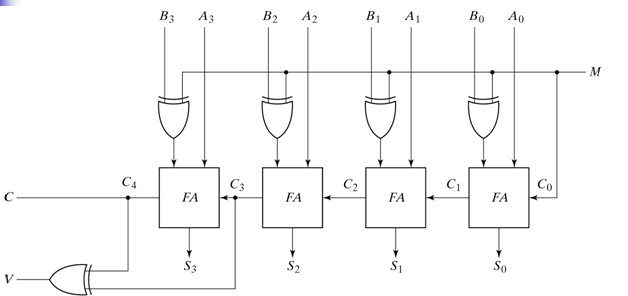 B3 A3 B2 A2 B1 A1 B0 A0
M
C4 C3 C2 C1 C0
C FA FA FA FA
S3 S2 S1 S0
V